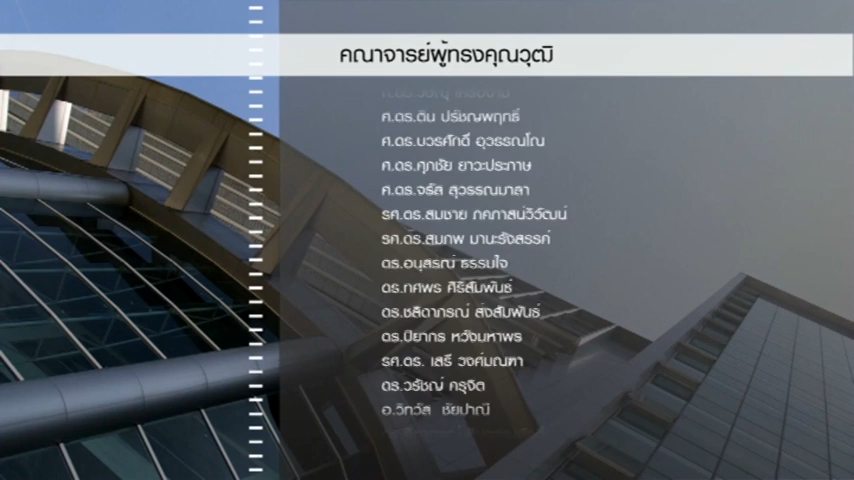 คณาจารย์ผู้ทรงคุณวุฒิ
ศ.ดร.ติน ปรัชญพฤทธิ์
ศ.ดร.บวรศักดิ์ อุวรรณโณ
ศ.ดร.ศุภชัย ยาวะประภาษ
ศ.ดร.จรัส สุวรรณมาลา
รศ.ดร.สมชาย ภคภาสน์วิวัฒน์
รศ.ดร.สมภพ มานะรังสรรค์
ดร.อนุสรณ์ ธรรมใจ
ดร.ทศพร ศิริสัมพันธ์
ดร.ชลิดาภรณ์ ส่งสัมพันธ์
ดร.ปิยากร หวังมหาพร
รศ.ดร. เสรี วงศ์มณฑา
ดร.วรัชญ์ ครุจิต
อ.วิทวัส ชัยปาณี